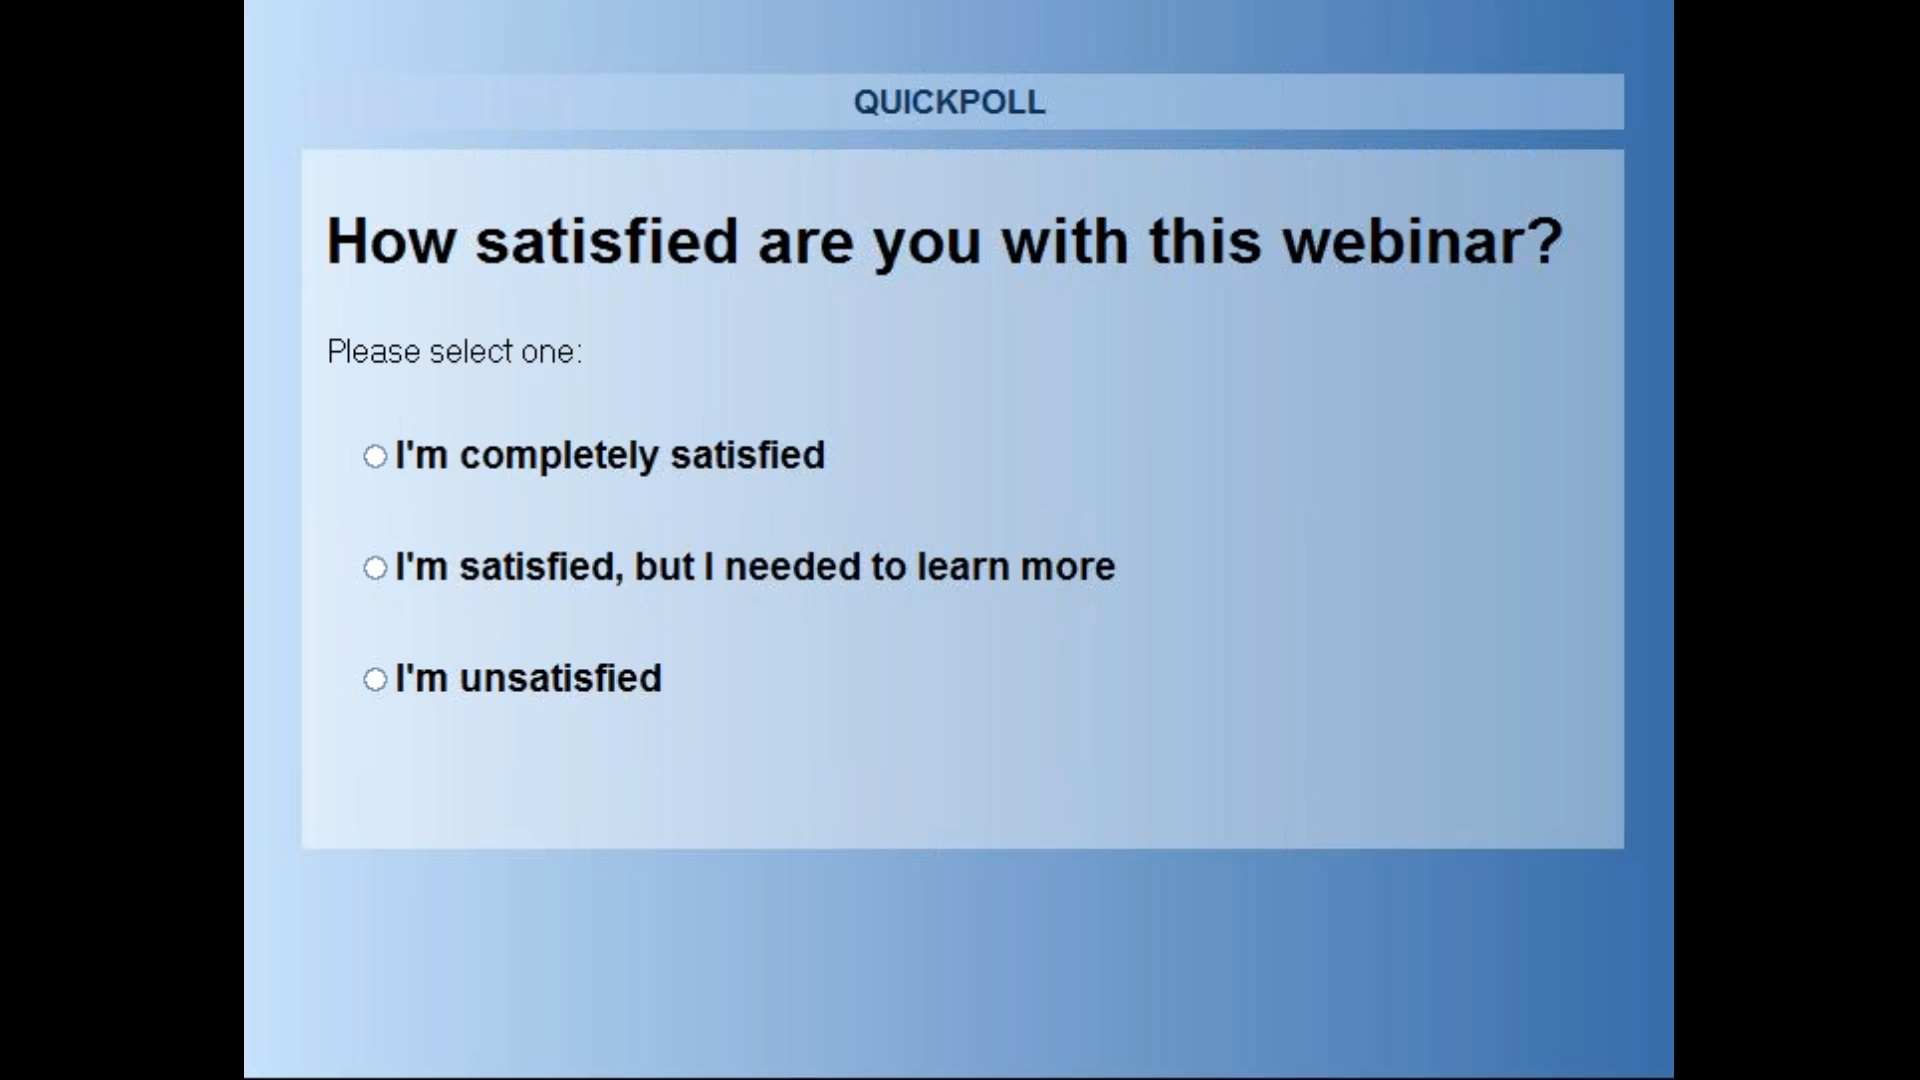 QUICKPOLL
How satisfied are you with this webinar?
Please select one:
I'm completely satisfied
I'm satisfied, but I needed to learn more
I'm unsatisfied